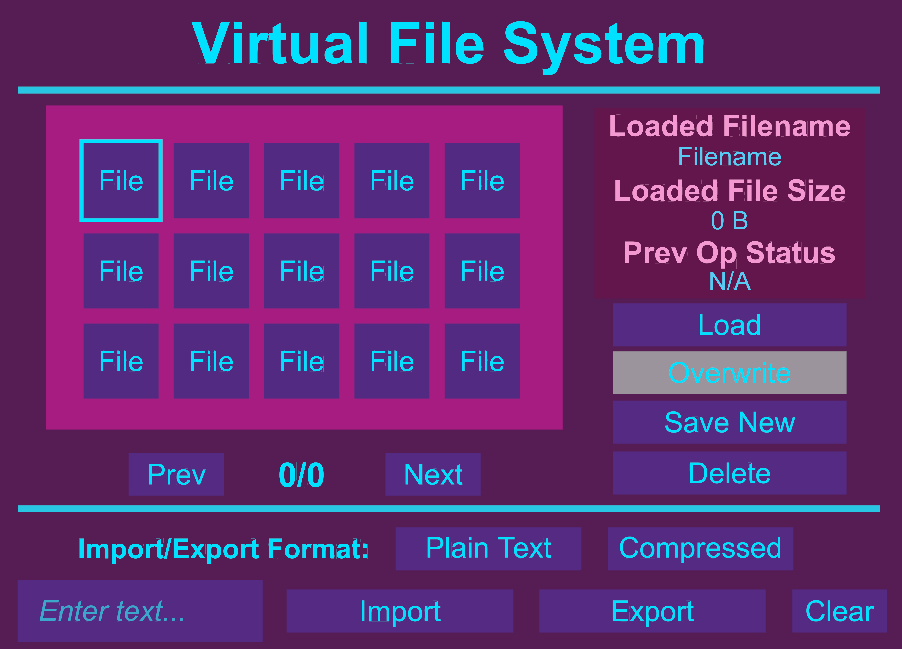 Virtual File System
File File File File File
File File File File File
File File File File File
Prev 0/0 Next
Loaded Filename
Filename
Loaded File Size
0 B
Prev Op Status
N/A
Load
Overwrite
Save New
Delete
Import/Export Format: Plain Text Compressed
Enter text... Import Export Clear